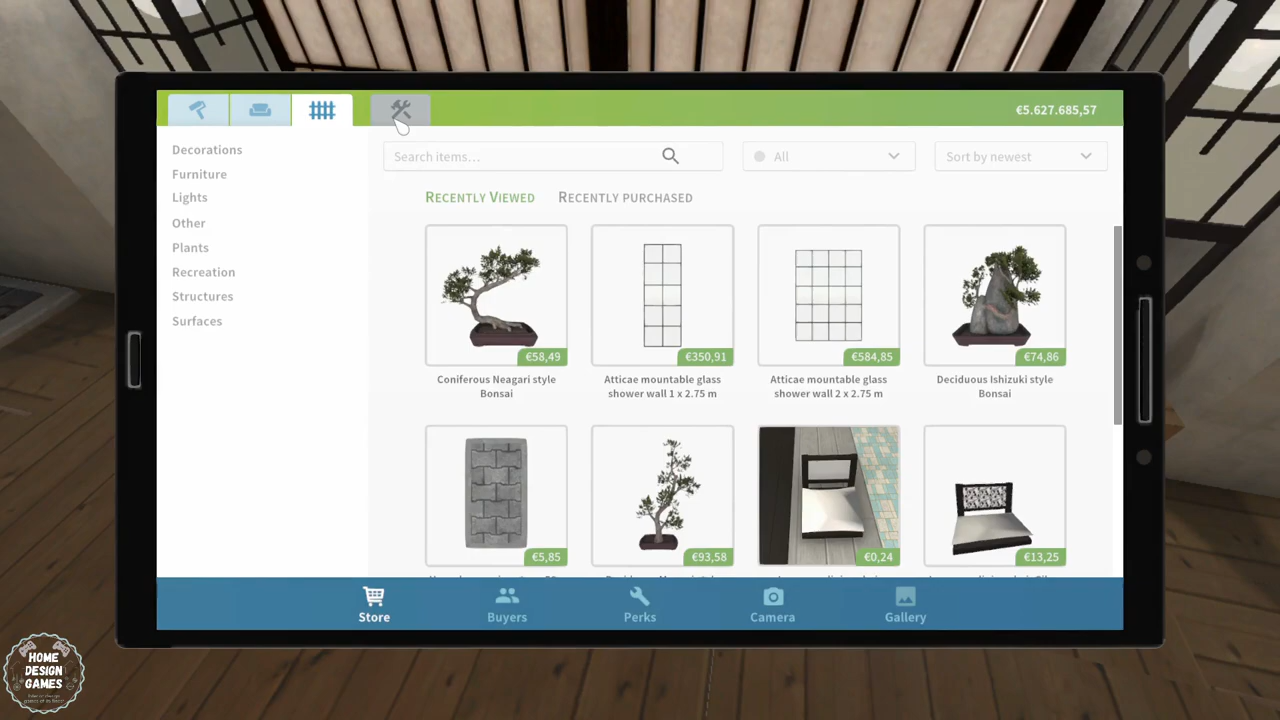 €5.627.685,57
Decorations
Furniture
Lights
Other
Plants
Recreation
Structures
Surfaces
Search items...
All
Sort by newest
RECENTLY VIEWED
RECENTLY PURCHASED
€58,49
€350,91
€584,85
€74,86
Coniferous Neagari style
Bonsai
Atticae mountable glass
shower wall 1 x 2.75 m
Atticae mountable glass
shower wall 2 x 2.75 m
Deciduous Ishizuki style
Bonsai
€5,85
€93,58
€0,24
€13,25
Store
Buyers
Perks
Camera
Gallery
HOME
DESIGN
GAMES